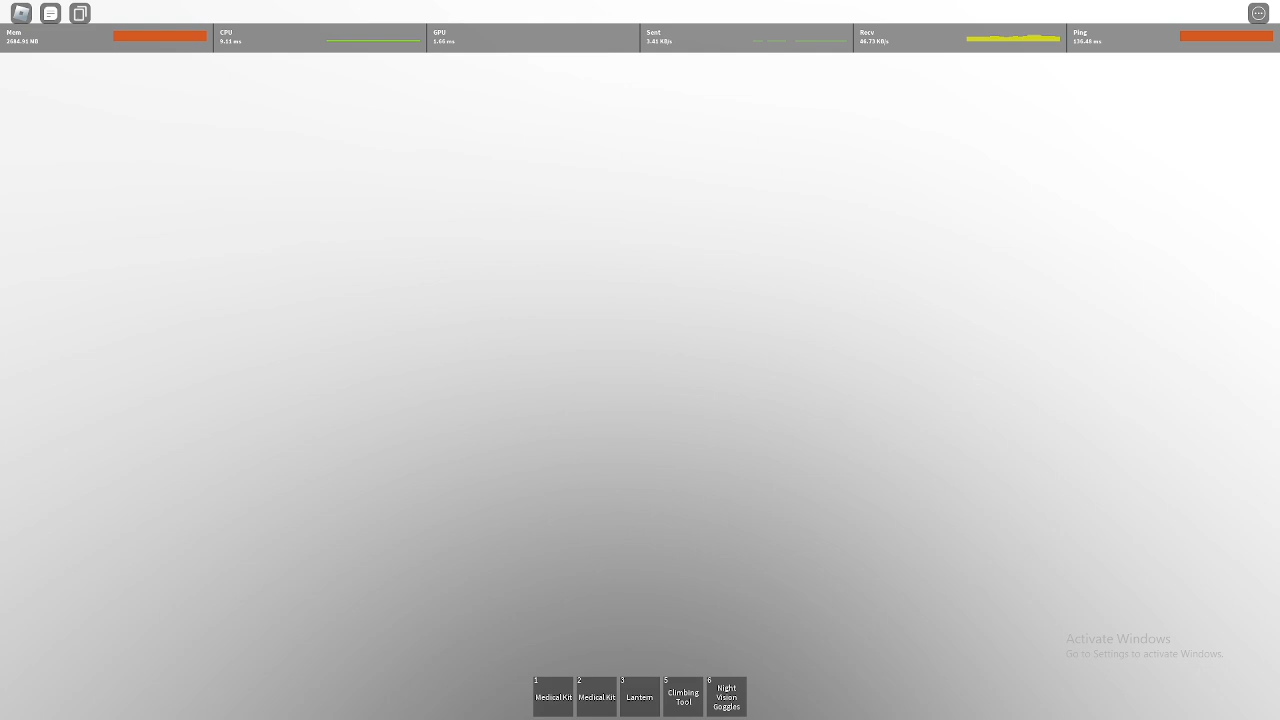 Mem
2684.91 MB
CPU
9.11 ms
GPU
1.66 ms
Sent
3.41 KB/s
Recv
46.73 KB/s
Ping
136.48 ms
Activate Windows
Go to Settings to activate Windows.
1
Medical Kit
2
Medical Kit
3
Lantern
5
Climbing
Tool
6
Night
Vision
Goggles